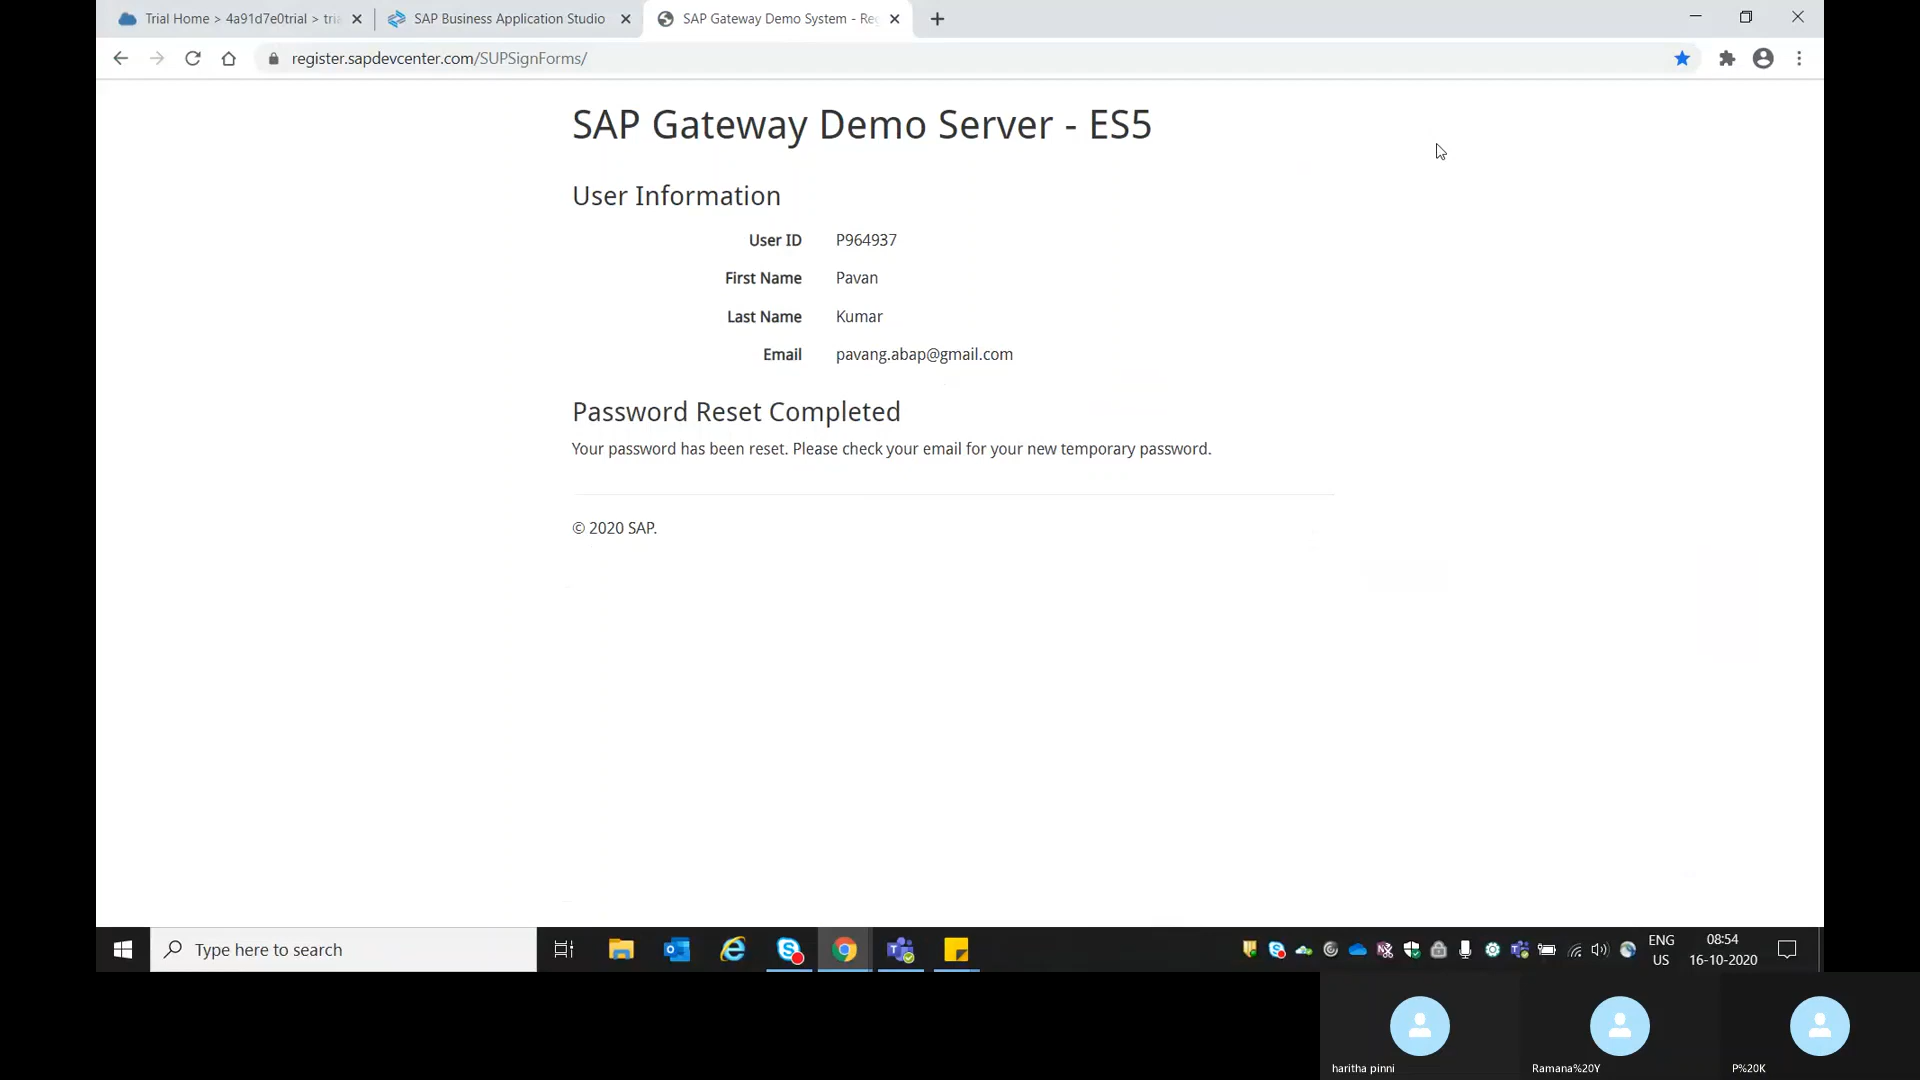 Trial Home > 4a91d7e0trial > tri
SAP Business Application Studio
SAP Gateway Demo System - Re
register.sapdevcenter.com/SUPSignForms/
SAP Gateway Demo Server - ES5
User Information
User ID P964937
First Name Pavan
Last Name Kumar
Email pavang.abap@gmail.com
Password Reset Completed
Your password has been reset. Please check your email for your new temporary password.
© 2020 SAP.
Type here to search
ENG 08:54
US 16-10-2020
haritha pinni Ramana%20Y P%20K